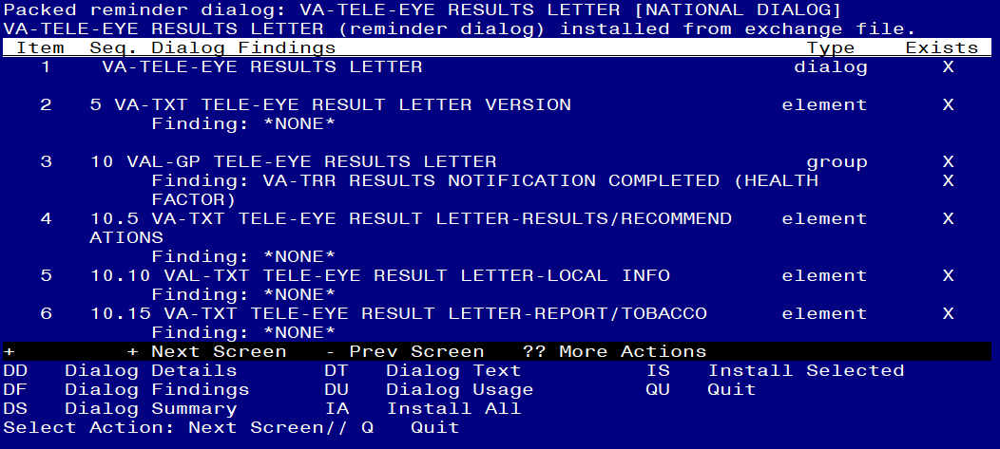 Packed reminder dialog: VA-TELE-EYE RESULTS LETTER [NATIONAL DIALOG]
VA-TELE-EYE RESULTS LETTER (reminder dialog) installed from exchange file.
Item Seq. Dialog Findings Type Exists
1 VA-TELE-EYE RESULTS LETTER dialog X
2 5 VA-TXT TELE-EYE RESULT LETTER VERSION element X
Finding: *NONE*
3 10 VAL-GP TELE-EYE RESULTS LETTER group X
Finding: VA-TRR RESULTS NOTIFICATION COMPLETED (HEALTH X
FACTOR)
4 10.5 VA-TXT TELE-EYE RESULT LETTER-RESULTS/RECOMMEND element X
ATIONS
Finding: *NONE*
5 10.10 VAL-TXT TELE-EYE RESULT LETTER-LOCAL INFO element X
Finding: *NONE*
6 10.15 VA-TXT TELE-EYE RESULT LETTER-REPORT/TOBACCO element X
Finding: *NONE*
+ + Next Screen - Prev Screen ?? More Actions
DD Dialog Details DT Dialog Text IS Install Selected
DF Dialog Findings DU Dialog Usage QU Quit
DS Dialog Summary IA Install All
Select Action: Next Screen// Q Quit